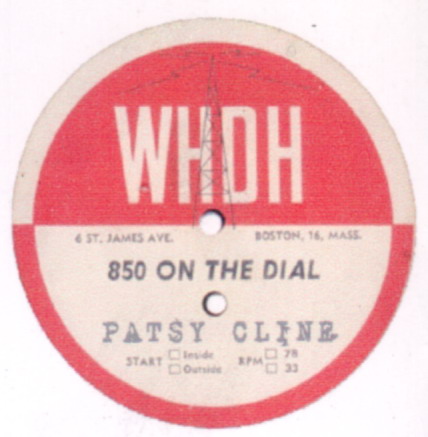 WHDH
6 ST. JAMES AVE. BOSTON, 16, MASS.
850 ON THE DIAL
PATSY CLINE
START □ Inside RPM □ 78
□ Outside □ 33